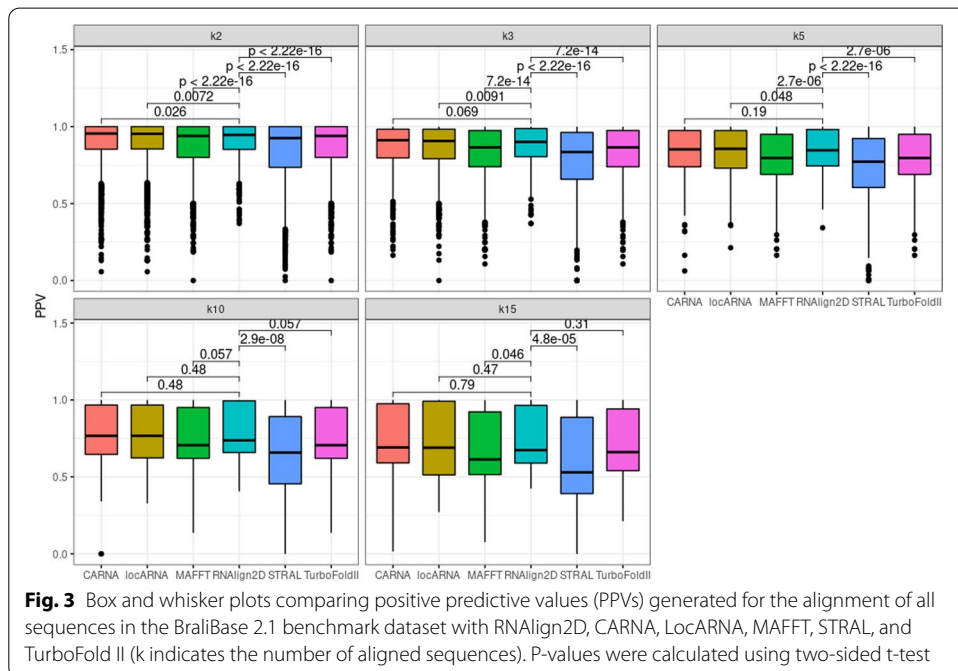 k2 k3 k5
1.5
p < 2.22e-16 7.2e-14 2.7e-06
p < 2.22e-16 p < 2.22e-16 p < 2.22e-16
p < 2.22e-16 7.2e-14 2.7e-06
0.0072 0.0091 0.048
0.026 0.069 0.19
1.0
0.5
0.0
CARNA locARNA MAFFT RNAlign2D STRAL TurboFoldII
PPV
k10 k15
1.5
0.057 0.31
2.9e-08 4.8e-05
0.057 0.046
0.48 0.47
0.48 0.79
1.0
0.5
0.0
CARNA locARNA MAFFT RNAlign2D STRAL TurboFoldII CARNA locARNA MAFFT RNAlign2D STRAL TurboFoldII
Fig. 3 Box and whisker plots comparing positive predictive values (PPVs) generated for the alignment of all
sequences in the BraliBase 2.1 benchmark dataset with RNAlign2D, CARNA, LocARNA, MAFFT, STRAL, and
TurboFold II (k indicates the number of aligned sequences). P-values were calculated using two-sided t-test